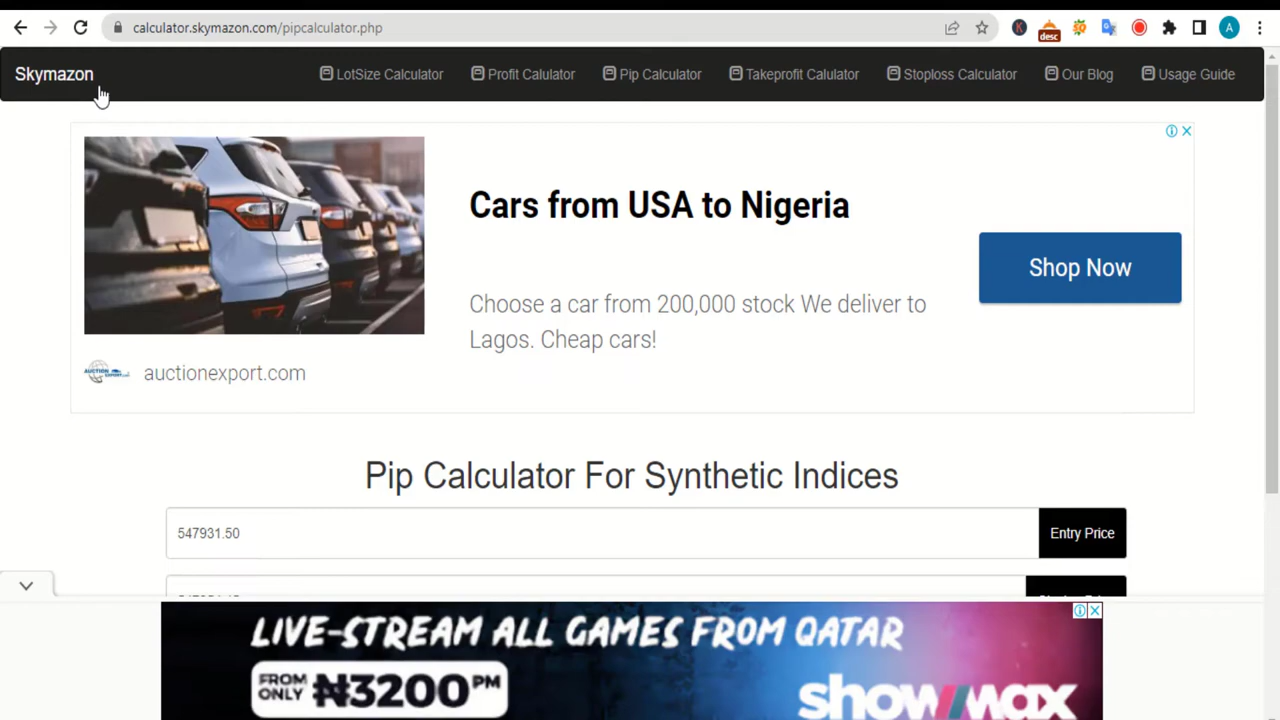 calculator.skymazon.com/pipcalculator.php
K
desc
A
Skymazon
LotSize Calculator
Profit Calulator
Pip Calculator
Takeprofit Calulator
Stoploss Calculator
Our Blog
Usage Guide
Cars from USA to Nigeria
Shop Now
Choose a car from 200,000 stock We deliver to
Lagos. Cheap cars!
auctionexport.com
Pip Calculator For Synthetic Indices
547931.50
Entry Price
LIVE-STREAM ALL GAMES FROM QATAR
FROM
ONLY ₦3200PM
showmax